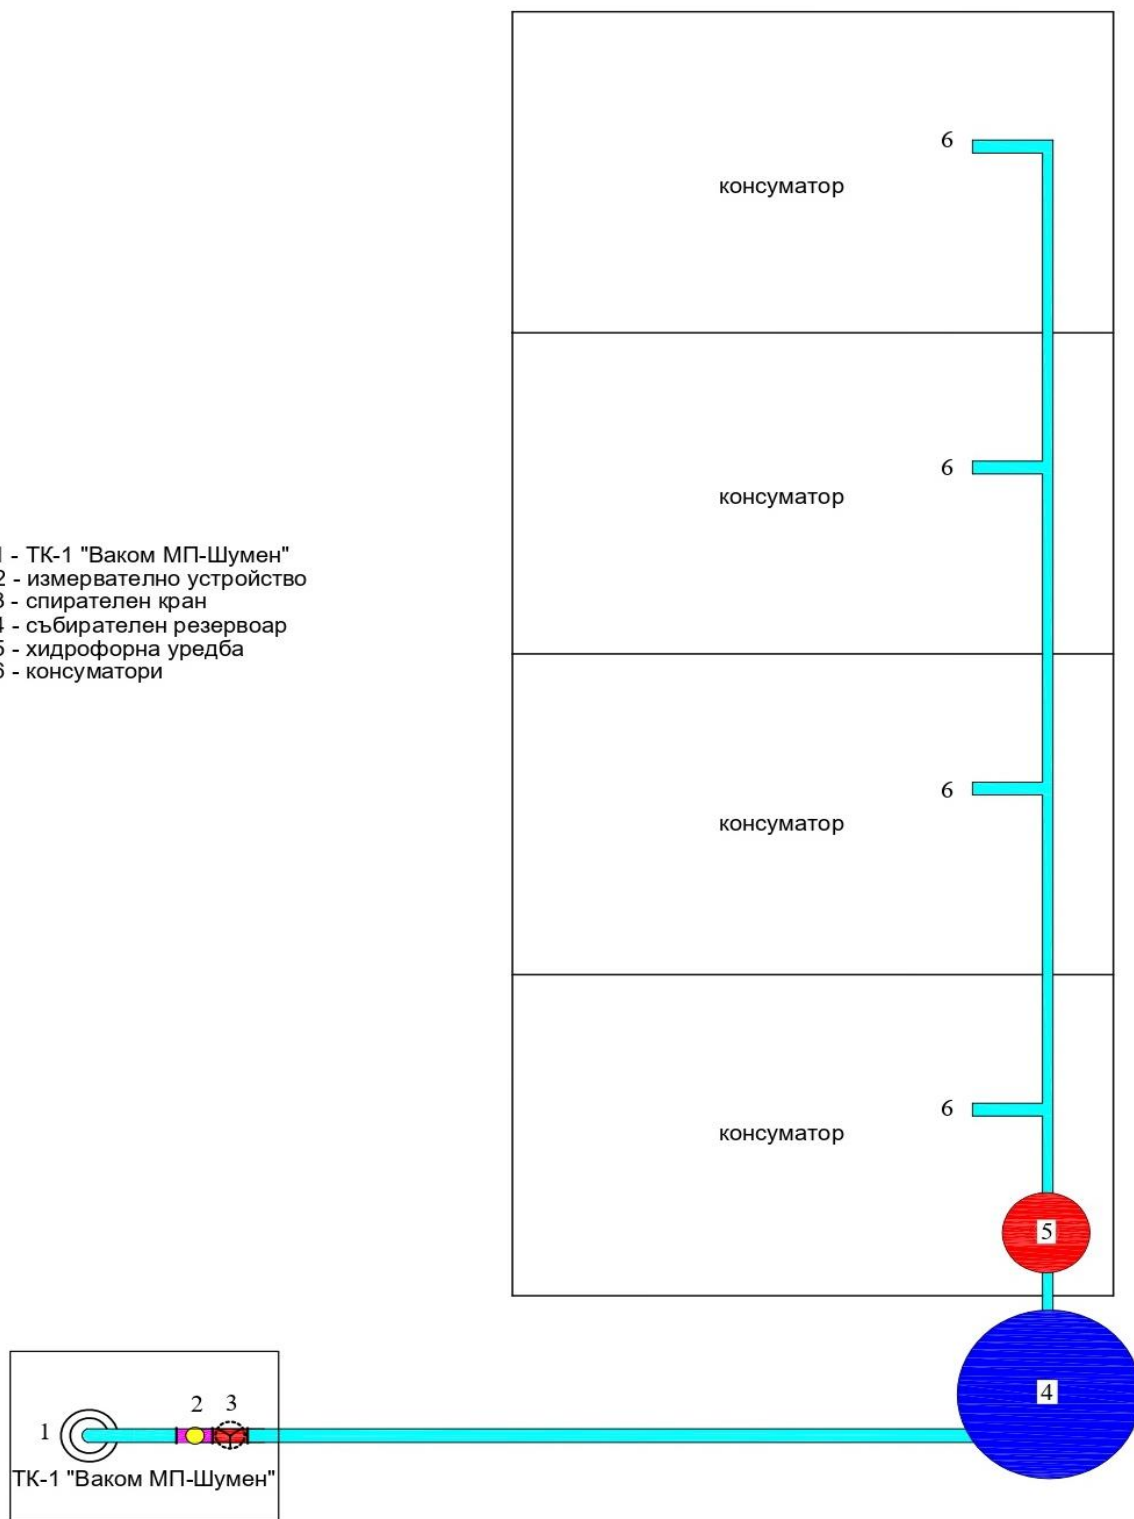 6
консуматор
6
консуматор
1 - ТК-1 "Ваком МП-Шумен"
2 - измервателно устройство
3 - спирателен кран
4 - събирателен резервоар
5 - хидрофорна уредба
6 - консуматори
6
консуматор
6
консуматор
5
4
2 3
1
ТК-1 "Ваком МП-Шумен"